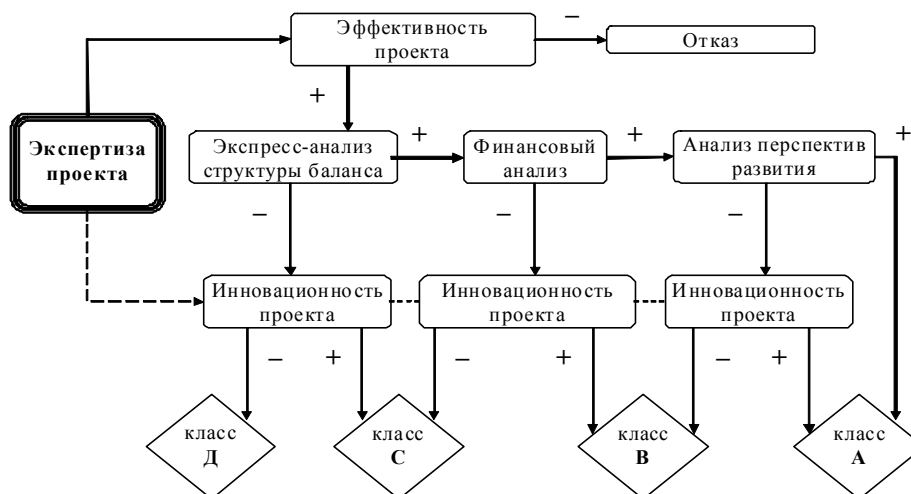 Эффективность
проекта
–
Отказ
+
Экспертиза
проекта
Экспресс-анализ
структуры баланса
+
Финансовый
анализ
+
Анализ перспектив
развития
+
–
–
–
Инновационность
проекта
Инновационность
проекта
Инновационность
проекта
–
+
–
+
–
+
класс
Д
класс
С
класс
В
класс
А